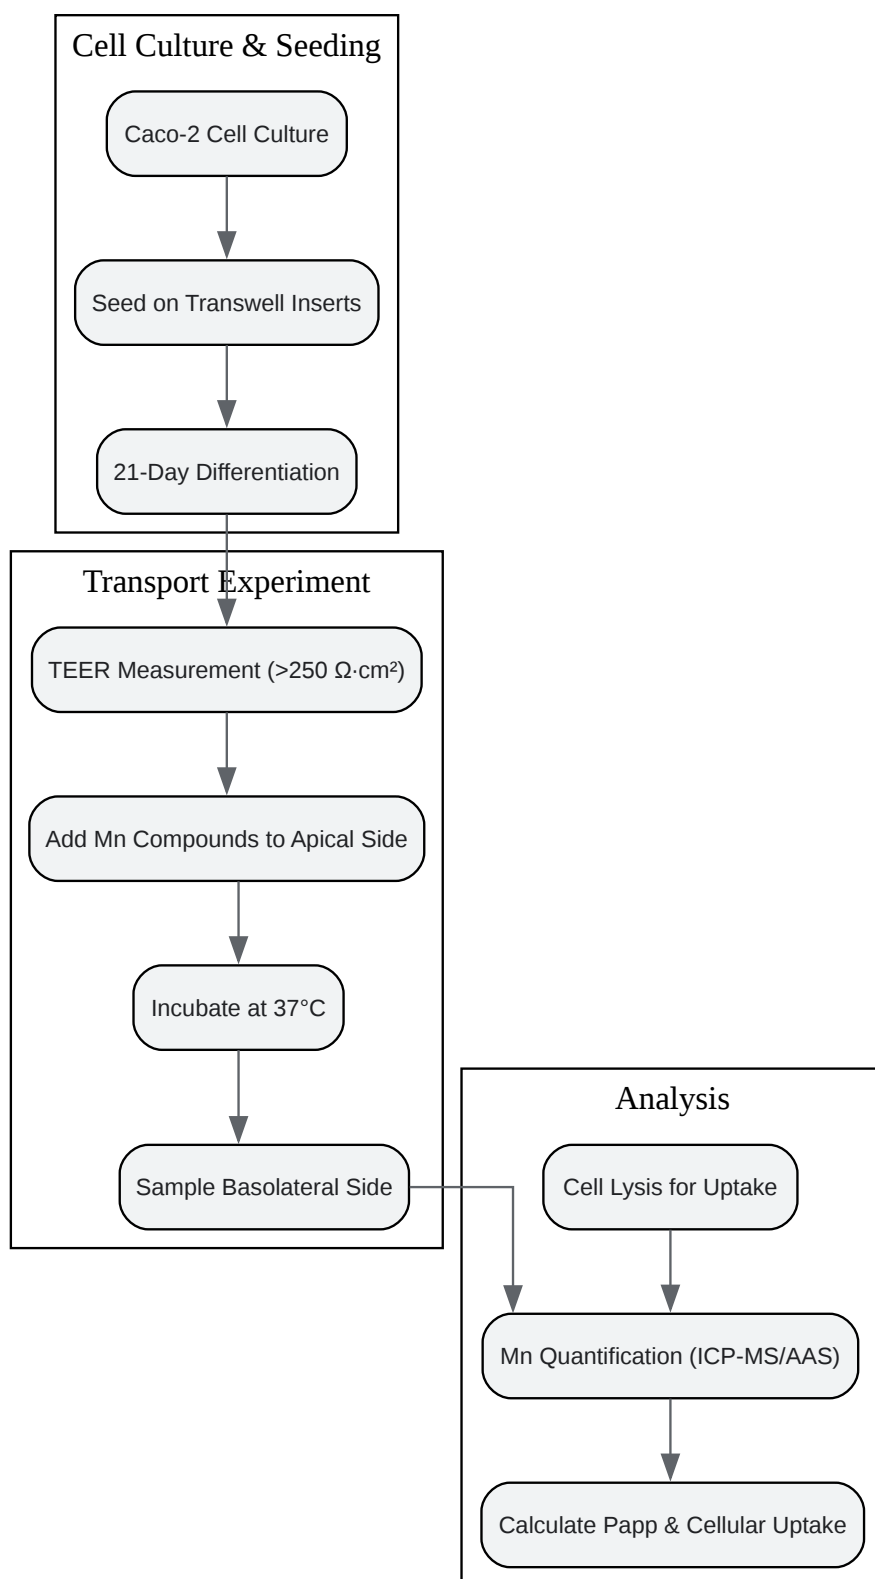 Cell Culture & Seeding
Caco-2 Cell Culture
Seed on Transwell Inserts
21-Day Differentiation
Transport Experiment
TEER Measurement (>250 Ω·cm²)
Add Mn Compounds to Apical Side
Incubate at 37°C
Sample Basolateral Side
Analysis
Cell Lysis for Uptake
Mn Quantification (ICP-MS/AAS)
Calculate Papp & Cellular Uptake